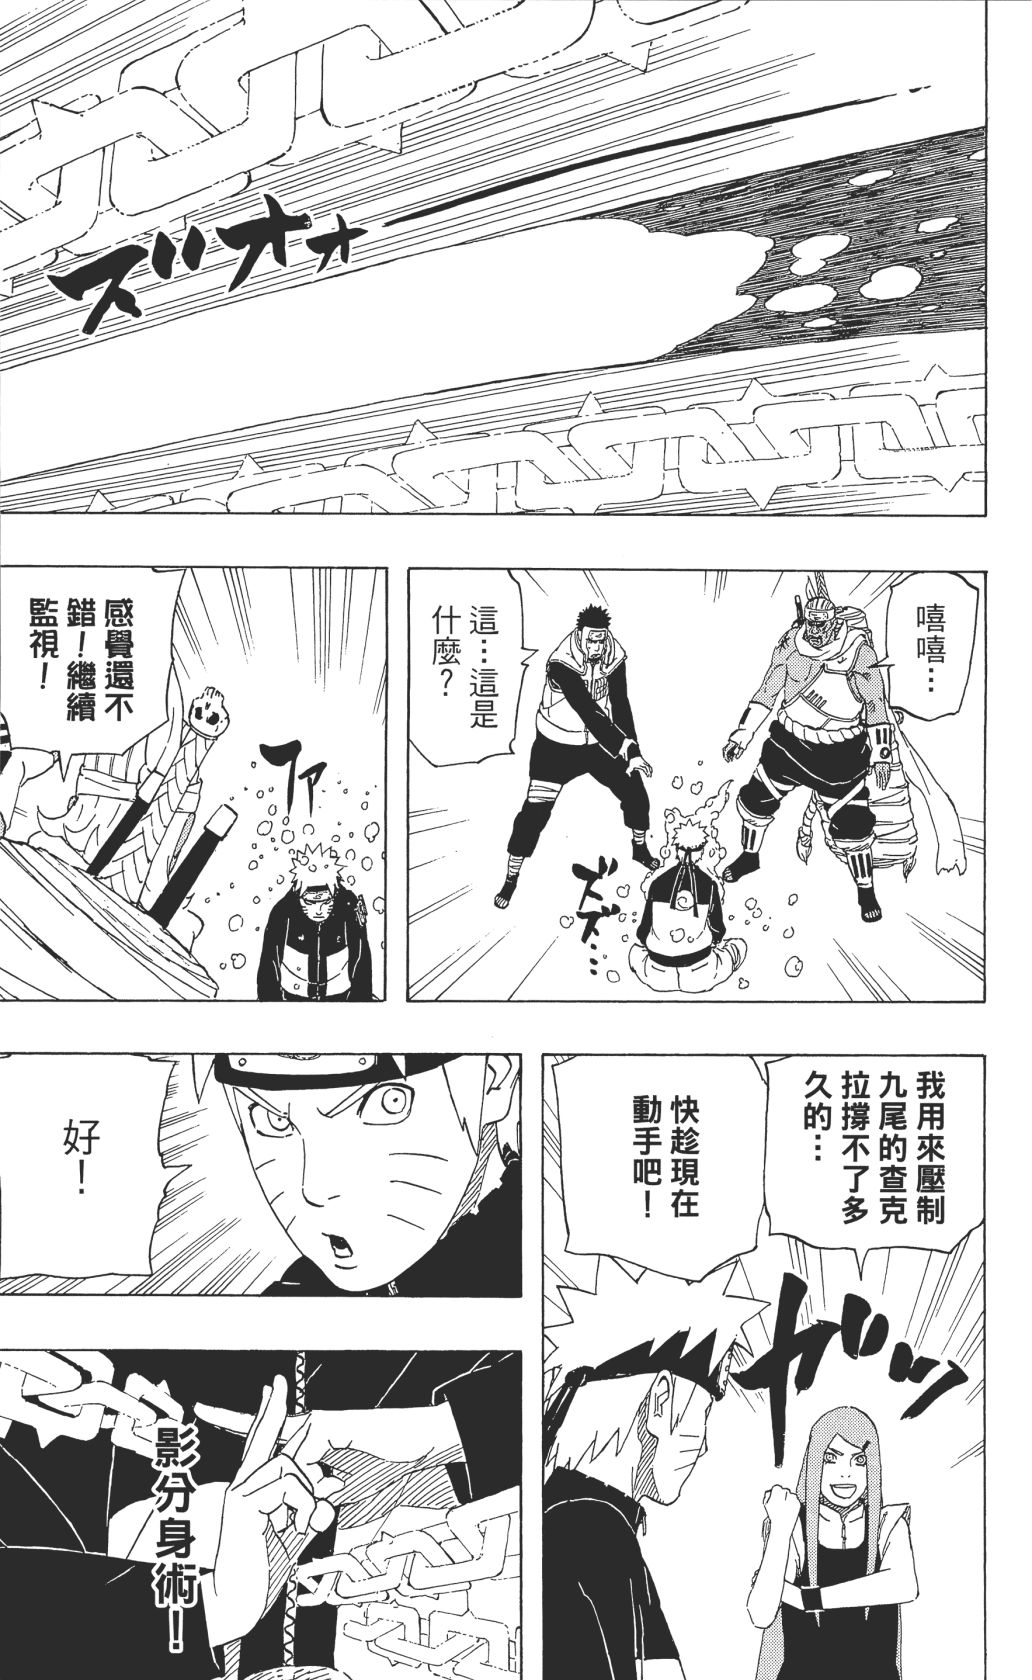 ズオオォ
嘻嘻…
這…這是
什麼？
ズズ…
感覺還不
錯！繼續
監視！
ファ
我用來壓制
九尾的查克
拉撐不了多
久的…
快趁現在
動手吧！
ガッ
好！
影分身術！